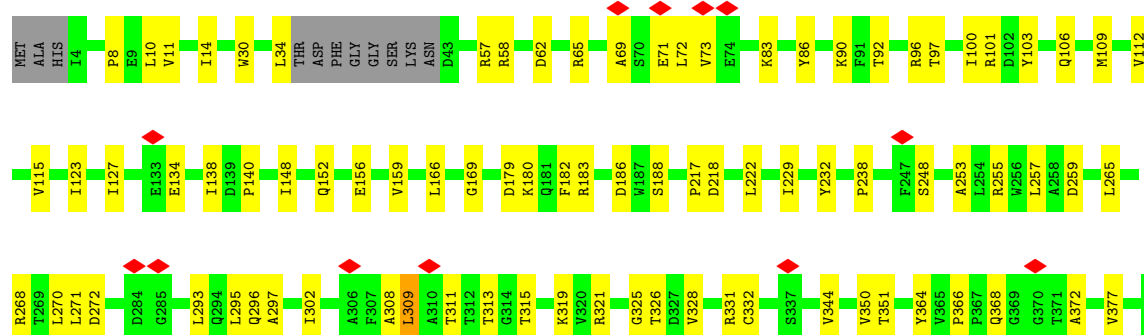 MET ALA HIS I4 P8 E9 L10 V11 I14 W30 L34 THR ASP PHE GLY GLY SER LYS ASN D43 R57 R58 D62 R65 A69 S70 E71 L72 V73 E74 K83 Y86 K90 F91 T92 R96 T97 I100 R101 D102 Y103 Q106 M109 V112
V115 I123 I127 E133 E134 I138 D139 P140 I148 Q152 E156 V159 L166 G169 D179 K180 Q181 F182 R183 D186 W187 S188 P217 D218 L222 I229 Y232 P238 F247 S248 A253 L254 R255 W256 L257 A258 D259 L265
R268 T269 L270 L271 D272 D284 G285 L293 Q294 L295 Q296 A297 I302 A306 F307 A308 L309 A310 T311 T312 T313 G314 T315 K319 V320 R321 G325 T326 D327 V328 R331 C332 S337 V344 V350 T351 Y364 V365 P366 P367 Q368 G369 G370 T371 A372 V377